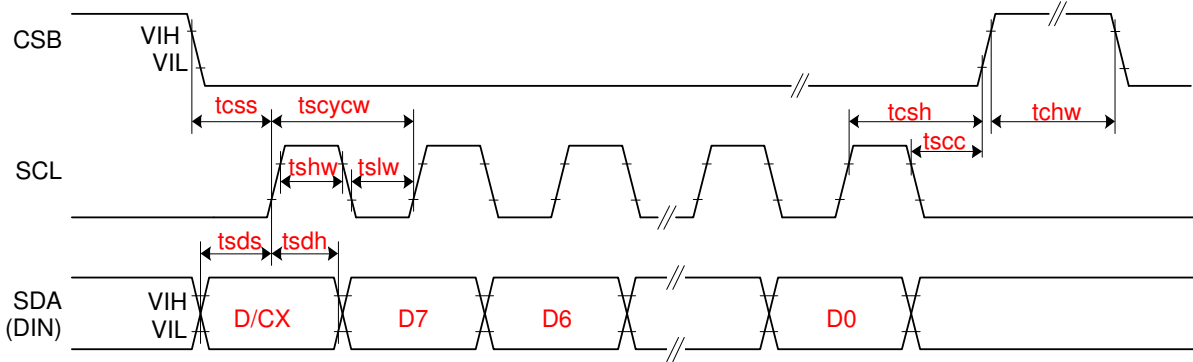 CSB
VIH
VIL
tcss
tscycw
tcsh
tchw
tscc
SCL
tshw
tslw
tsds
tsdh
SDA
(DIN)
VIH
VIL
D/CX
D7
D6
D0